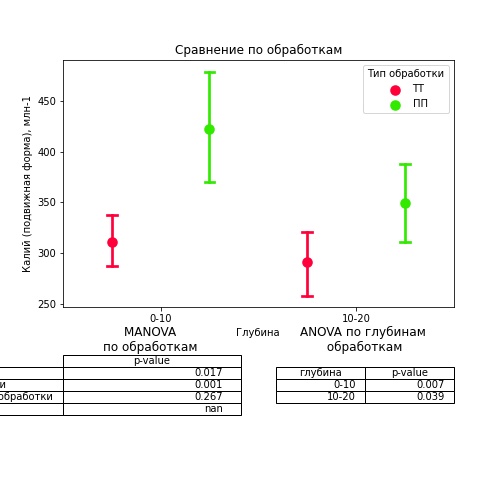 Сравнение по обработкам
Калий (подвижная форма), млн-1
450
400
350
300
250
Тип обработки
ТТ
ПП
0-10
10-20
Глубина
MANOVA
по обработкам
p-value
0.017
0.001
0.267
nan
ANOVA по глубинам
обработкам
глубина p-value
0-10 0.007
10-20 0.039